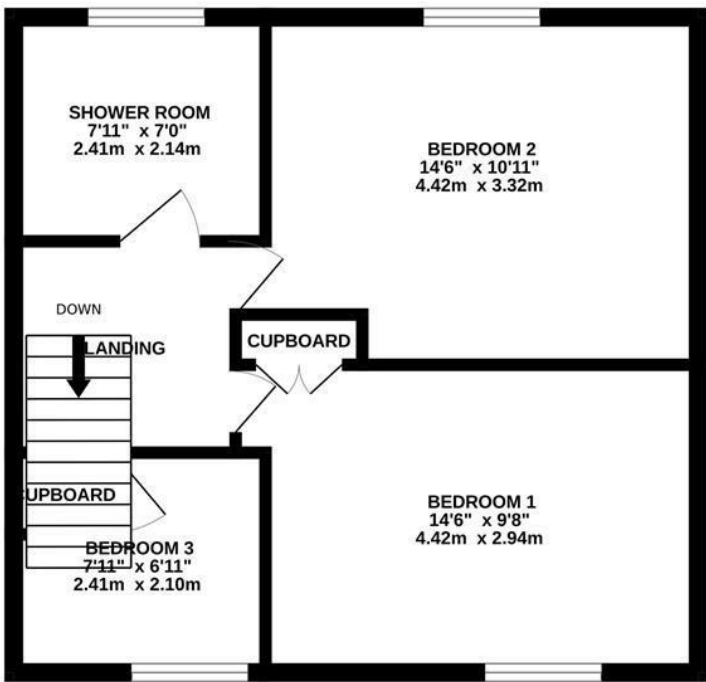 SHOWER ROOM
7'11" x 7'0"
2.41m x 2.14m
BEDROOM 2
14'6" x 10'11"
4.42m x 3.32m
DOWN
LANDING
CUPBOARD
CUPBOARD
BEDROOM 1
14'6" x 9'8"
4.42m x 2.94m
BEDROOM 3
7'11" x 6'11"
2.41m x 2.10m